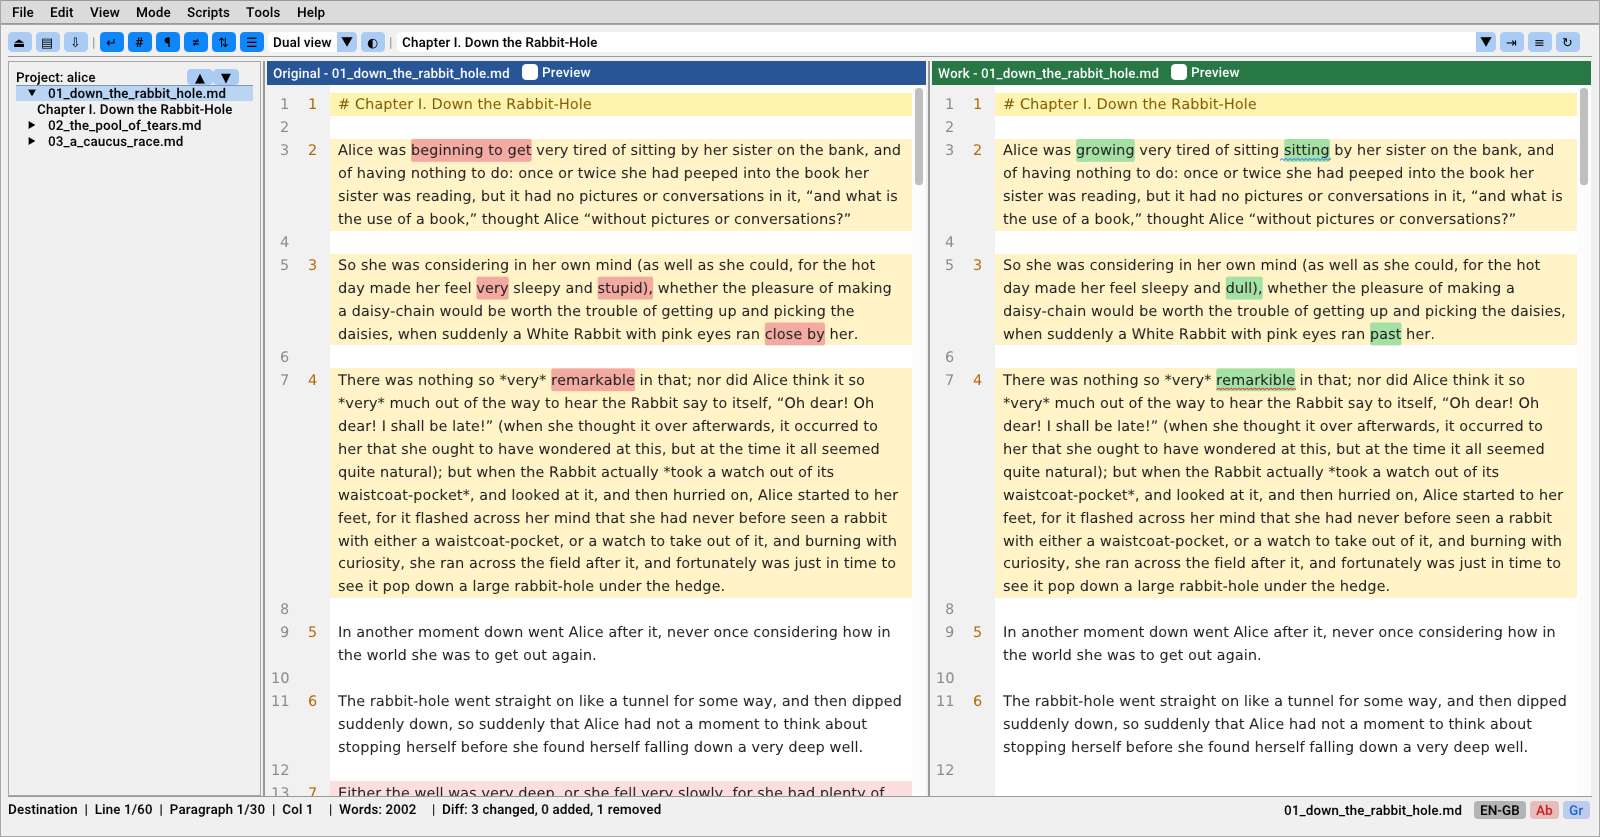 File Edit View Mode Scripts Tools Help
Dual view Chapter I. Down the Rabbit-Hole
Project: alice
01_down_the_rabbit_hole.md
Chapter I. Down the Rabbit-Hole
02_the_pool_of_tears.md
03_a_caucus_race.md
Original - 01_down_the_rabbit_hole.md Preview
1 1 # Chapter I. Down the Rabbit-Hole
2
3 2 Alice was beginning to get very tired of sitting by her sister on the bank, and
of having nothing to do: once or twice she had peeped into the book her
sister was reading, but it had no pictures or conversations in it, “and what is
the use of a book,” thought Alice “without pictures or conversations?”
4
5 3 So she was considering in her own mind (as well as she could, for the hot
day made her feel very sleepy and stupid), whether the pleasure of making
a daisy-chain would be worth the trouble of getting up and picking the
daisies, when suddenly a White Rabbit with pink eyes ran close by her.
6
7 4 There was nothing so *very* remarkable in that; nor did Alice think it so
*very* much out of the way to hear the Rabbit say to itself, “Oh dear! Oh
dear! I shall be late!” (when she thought it over afterwards, it occurred to
her that she ought to have wondered at this, but at the time it all seemed
quite natural); but when the Rabbit actually *took a watch out of its
waistcoat-pocket*, and looked at it, and then hurried on, Alice started to her
feet, for it flashed across her mind that she had never before seen a rabbit
with either a waistcoat-pocket, or a watch to take out of it, and burning with
curiosity, she ran across the field after it, and fortunately was just in time to
see it pop down a large rabbit-hole under the hedge.
8
9 5 In another moment down went Alice after it, never once considering how in
the world she was to get out again.
10
11 6 The rabbit-hole went straight on like a tunnel for some way, and then dipped
suddenly down, so suddenly that Alice had not a moment to think about
stopping herself before she found herself falling down a very deep well.
12
13 7 Either the well was very deep, or she fell very slowly, for she had plenty of
Work - 01_down_the_rabbit_hole.md Preview
1 1 # Chapter I. Down the Rabbit-Hole
2
3 2 Alice was growing very tired of sitting sitting by her sister on the bank, and
of having nothing to do: once or twice she had peeped into the book her
sister was reading, but it had no pictures or conversations in it, “and what is
the use of a book,” thought Alice “without pictures or conversations?”
4
5 3 So she was considering in her own mind (as well as she could, for the hot
day made her feel sleepy and dull), whether the pleasure of making a
daisy-chain would be worth the trouble of getting up and picking the daisies,
when suddenly a White Rabbit with pink eyes ran past her.
6
7 4 There was nothing so *very* remarkible in that; nor did Alice think it so
*very* much out of the way to hear the Rabbit say to itself, “Oh dear! Oh
dear! I shall be late!” (when she thought it over afterwards, it occurred to
her that she ought to have wondered at this, but at the time it all seemed
quite natural); but when the Rabbit actually *took a watch out of its
waistcoat-pocket*, and looked at it, and then hurried on, Alice started to her
feet, for it flashed across her mind that she had never before seen a rabbit
with either a waistcoat-pocket, or a watch to take out of it, and burning with
curiosity, she ran across the field after it, and fortunately was just in time to
see it pop down a large rabbit-hole under the hedge.
8
9 5 In another moment down went Alice after it, never once considering how in
the world she was to get out again.
10
11 6 The rabbit-hole went straight on like a tunnel for some way, and then dipped
suddenly down, so suddenly that Alice had not a moment to think about
stopping herself before she found herself falling down a very deep well.
12
Destination | Line 1/60 | Paragraph 1/30 | Col 1 | Words: 2002 | Diff: 3 changed, 0 added, 1 removed 01_down_the_rabbit_hole.md EN-GB Ab Gr